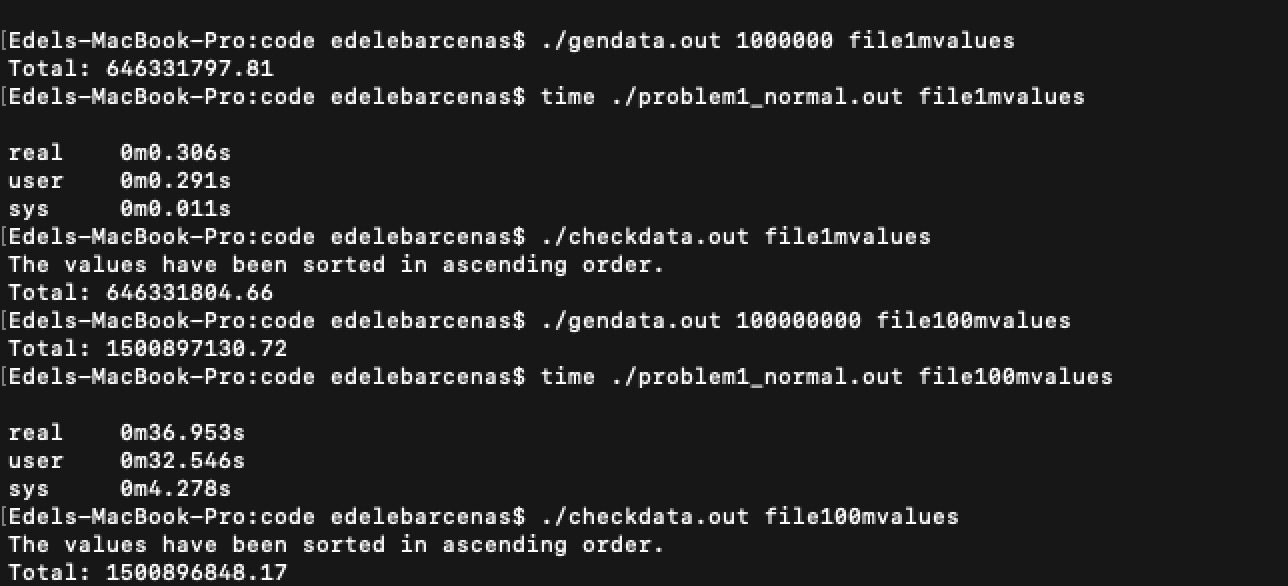 [Edels-MacBook-Pro:code edelebarcenas$ ./gendata.out 1000000 file1mvalues
Total: 646331797.81
[Edels-MacBook-Pro:code edelebarcenas$ time ./problem1_normal.out file1mvalues
real 0m0.306s
user 0m0.291s
sys 0m0.011s
[Edels-MacBook-Pro:code edelebarcenas$ ./checkdata.out file1mvalues
The values have been sorted in ascending order.
Total: 646331804.66
[Edels-MacBook-Pro:code edelebarcenas$ ./gendata.out 100000000 file100mvalues
Total: 1500897130.72
[Edels-MacBook-Pro:code edelebarcenas$ time ./problem1_normal.out file100mvalues
real 0m36.953s
user 0m32.546s
sys 0m4.278s
[Edels-MacBook-Pro:code edelebarcenas$ ./checkdata.out file100mvalues
The values have been sorted in ascending order.
Total: 1500896848.17